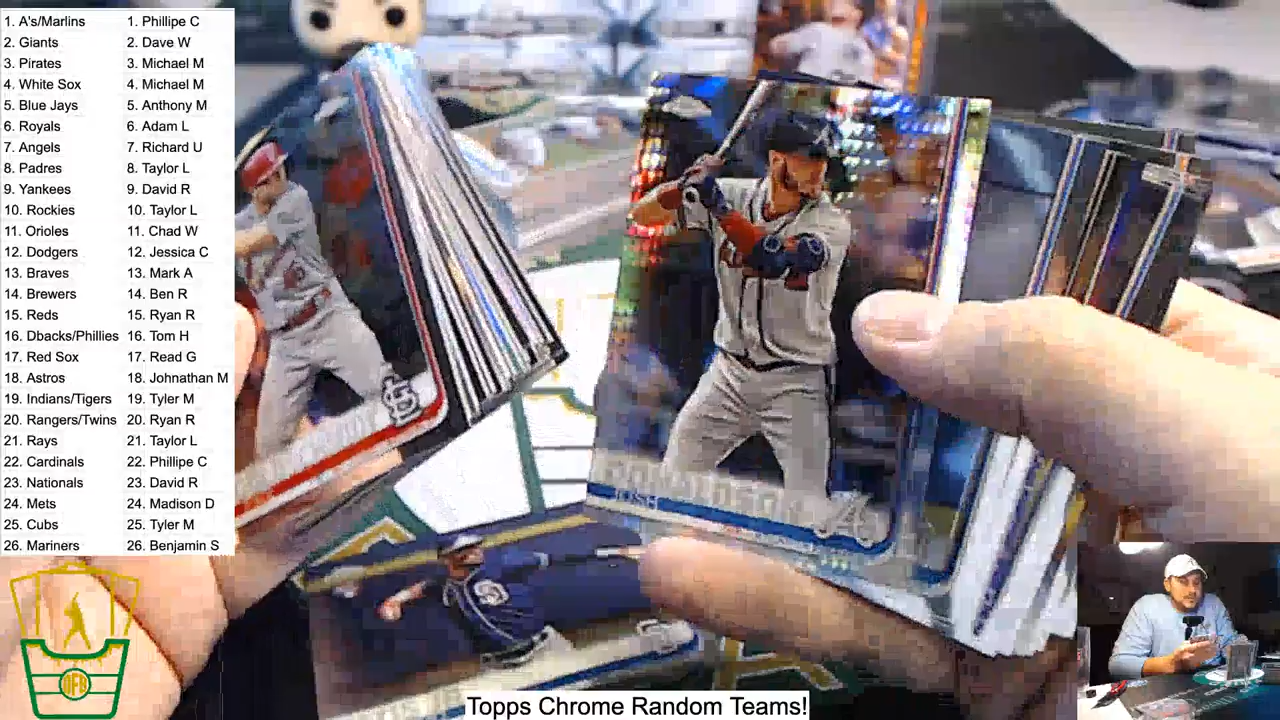 1. A's/Marlins 1. Phillipe C
2. Giants 2. Dave W
3. Pirates 3. Michael M
4. White Sox 4. Michael M
5. Blue Jays 5. Anthony M
6. Royals 6. Adam L
7. Angels 7. Richard U
8. Padres 8. Taylor L
9. Yankees 9. David R
10. Rockies 10. Taylor L
11. Orioles 11. Chad W
12. Dodgers 12. Jessica C
13. Braves 13. Mark A
14. Brewers 14. Ben R
15. Reds 15. Ryan R
16. Dbacks/Phillies 16. Tom H
17. Red Sox 17. Read G
18. Astros 18. Johnathan M
19. Indians/Tigers 19. Tyler M
20. Rangers/Twins 20. Ryan R
21. Rays 21. Taylor L
22. Cardinals 22. Phillipe C
23. Nationals 23. David R
24. Mets 24. Madison D
25. Cubs 25. Tyler M
26. Mariners 26. Benjamin S
JOSH
Topps Chrome Random Teams!